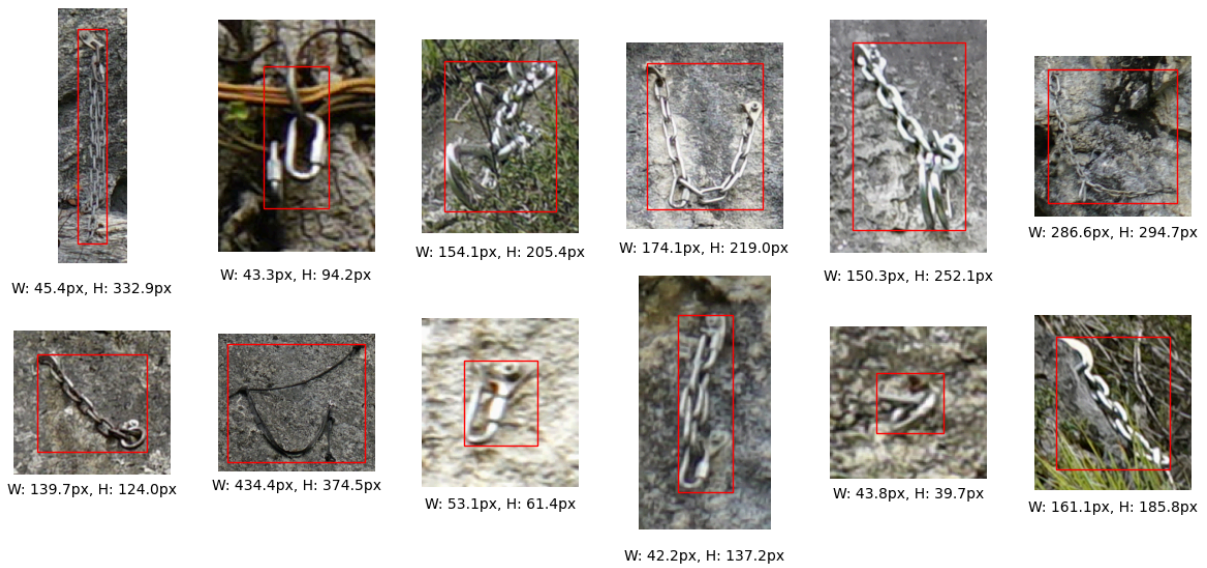 W: 45.4px, H: 332.9px
W: 43.3px, H: 94.2px
W: 154.1px, H: 205.4px
W: 174.1px, H: 219.0px
W: 150.3px, H: 252.1px
W: 286.6px, H: 294.7px
W: 139.7px, H: 124.0px
W: 434.4px, H: 374.5px
W: 53.1px, H: 61.4px
W: 42.2px, H: 137.2px
W: 43.8px, H: 39.7px
W: 161.1px, H: 185.8px